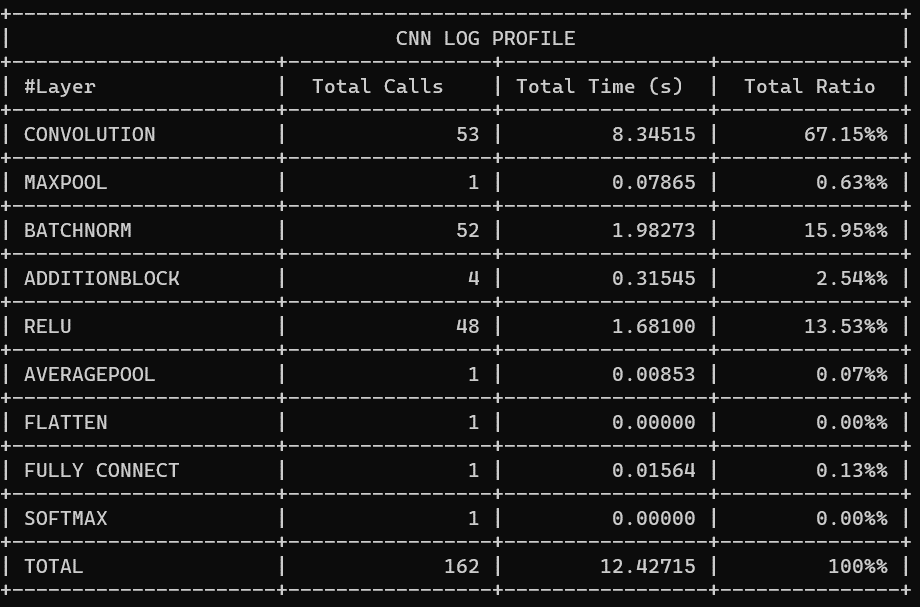 CNN LOG PROFILE
#Layer Total Calls Total Time (s) Total Ratio
CONVOLUTION 53 8.34515 67.15%%
MAXPOOL 1 0.07865 0.63%%
BATCHNORM 52 1.98273 15.95%%
ADDITIONBLOCK 4 0.31545 2.54%%
RELU 48 1.68100 13.53%%
AVERAGEPOOL 1 0.00853 0.07%%
FLATTEN 1 0.00000 0.00%%
FULLY CONNECT 1 0.01564 0.13%%
SOFTMAX 1 0.00000 0.00%%
TOTAL 162 12.42715 100%%